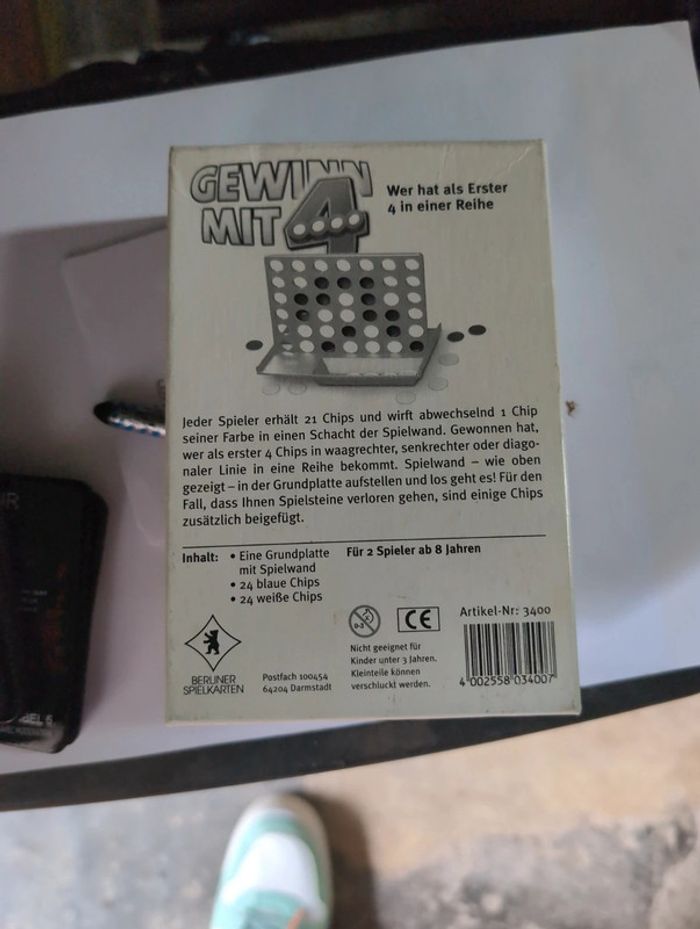 GEWINN
MIT 4
Wer hat als Erster
4 in einer Reihe
Jeder Spieler erhält 21 Chips und wirft abwechselnd 1 Chip
seiner Farbe in einen Schacht der Spielwand. Gewonnen hat,
wer als erster 4 Chips in waagrechter, senkrechter oder diago-
naler Linie in eine Reihe bekommt. Spielwand – wie oben
gezeigt – in der Grundplatte aufstellen und los geht es! Für den
Fall, dass Ihnen Spielsteine verloren gehen, sind einige Chips
zusätzlich beigefügt.
Inhalt: • Eine Grundplatte
mit Spielwand
• 24 blaue Chips
• 24 weiße Chips
Für 2 Spieler ab 8 Jahren
BERLINER
SPIELKARTEN
Postfach 100454
64204 Darmstadt
0-3
CE
Nicht geeignet für
Kinder unter 3 Jahren.
Kleinteile können
verschluckt werden.
Artikel-Nr: 3400
4 002558 034007